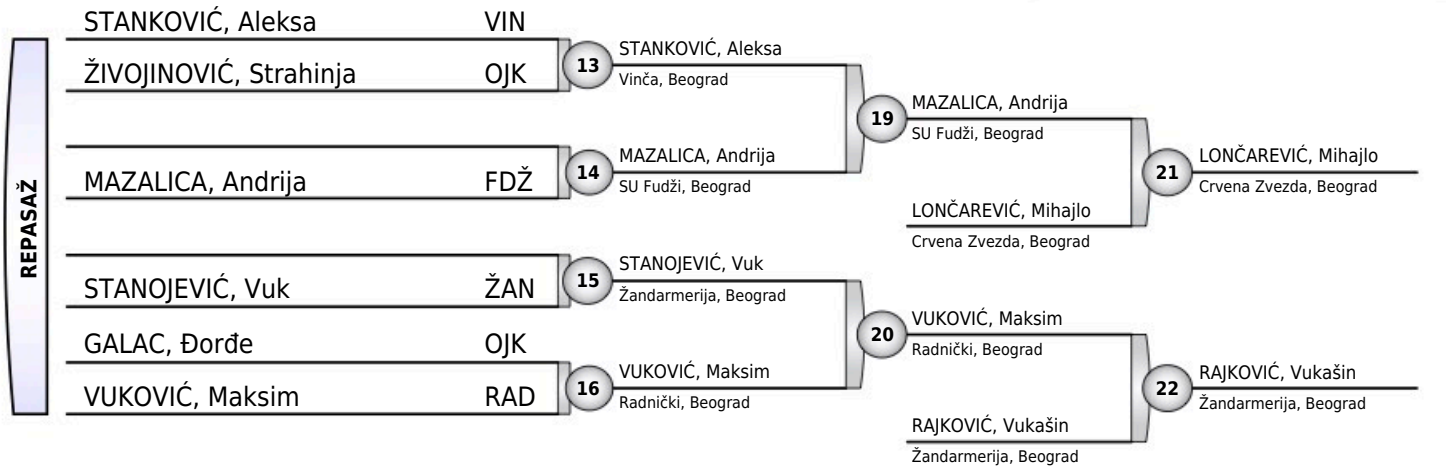 REPASAŽ
STANKOVIĆ, Aleksa VIN
ŽIVOJINOVIĆ, Strahinja OJK
MAZALICA, Andrija FDŽ
STANOJEVIĆ, Vuk ŽAN
GALAC, Đorđe OJK
VUKOVIĆ, Maksim RAD
13
STANKOVIĆ, Aleksa
Vinča, Beograd
14
MAZALICA, Andrija
SU Fudži, Beograd
15
STANOJEVIĆ, Vuk
Žandarmerija, Beograd
16
VUKOVIĆ, Maksim
Radnički, Beograd
19
MAZALICA, Andrija
SU Fudži, Beograd
LONČAREVIĆ, Mihajlo
Crvena Zvezda, Beograd
20
VUKOVIĆ, Maksim
Radnički, Beograd
RAJKOVIĆ, Vukašin
Žandarmerija, Beograd
21
LONČAREVIĆ, Mihajlo
Crvena Zvezda, Beograd
22
RAJKOVIĆ, Vukašin
Žandarmerija, Beograd